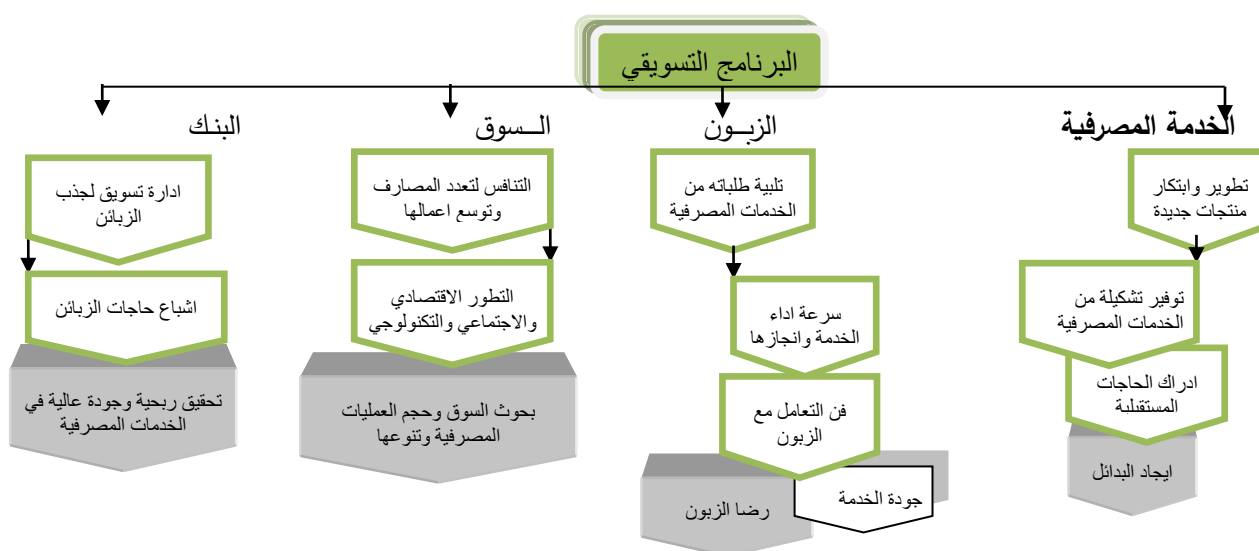 البرنامج التسويقي
الخدمة المصرفية
تطوير وابتكار
منتجات جديدة
توفير تشكيلة من
الخدمات المصرفية
ادراك الحاجات
المستقبلية
ايجاد البدائل
الزبــون
تلبية طلباته من
الخدمات المصرفية
سرعة اداء
الخدمة وانجازها
فن التعامل مع
الزبون
جودة الخدمة
رضا الزبون
الــسوق
التنافس لتعدد المصارف
وتوسع اعمالها
التطور الاقتصادي
والاجتماعي والتكنولوجي
بحوث السوق وحجم العمليات
المصرفية وتنوعها
البنك
ادارة تسويق لجذب
الزبائن
اشباع حاجات الزبائن
تحقيق ربحية وجودة عالية في
الخدمات المصرفية